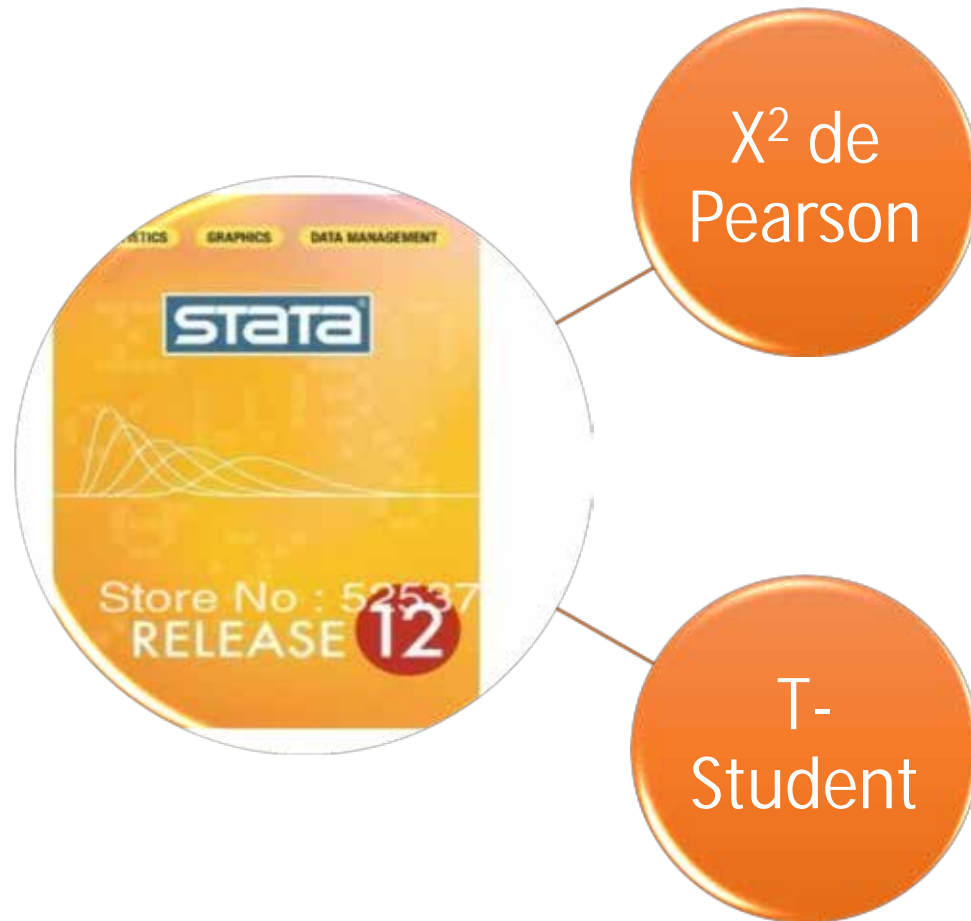 GRAPHICS DATA MANAGEMENT
STATA
Store No : 52537
RELEASE 12
X² de
Pearson
T-
Student